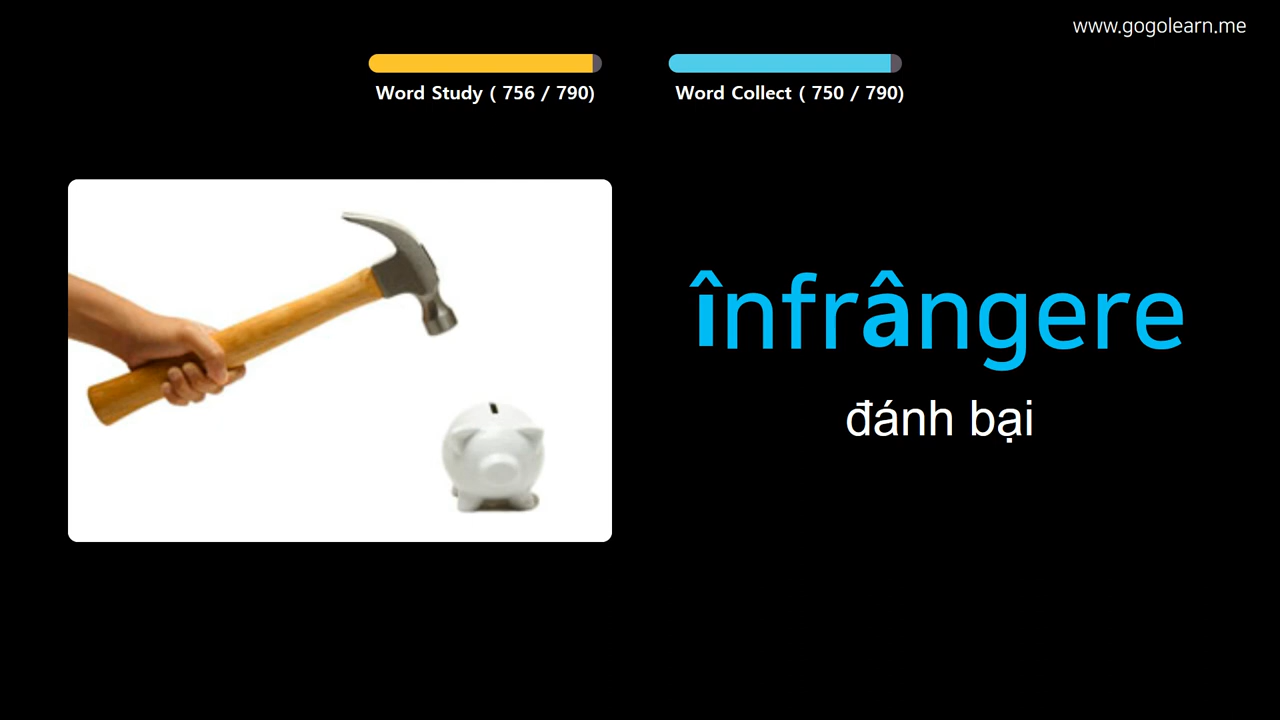 www.gogolearn.me
Word Study ( 756 / 790)
Word Collect ( 750 / 790)
înfrângere
đánh bại